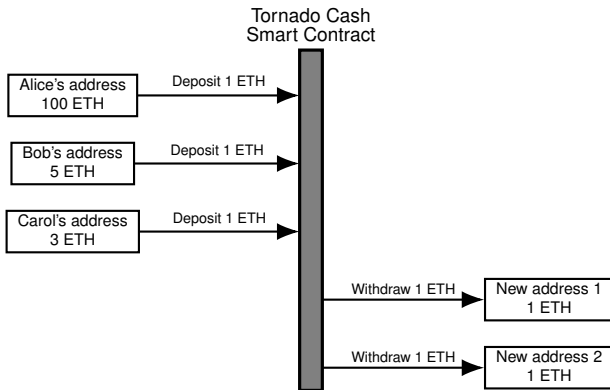 Tornado Cash
Smart Contract
Alice's address
100 ETH
Deposit 1 ETH
Bob's address
5 ETH
Deposit 1 ETH
Carol's address
3 ETH
Deposit 1 ETH
Withdraw 1 ETH
New address 1
1 ETH
Withdraw 1 ETH
New address 2
1 ETH